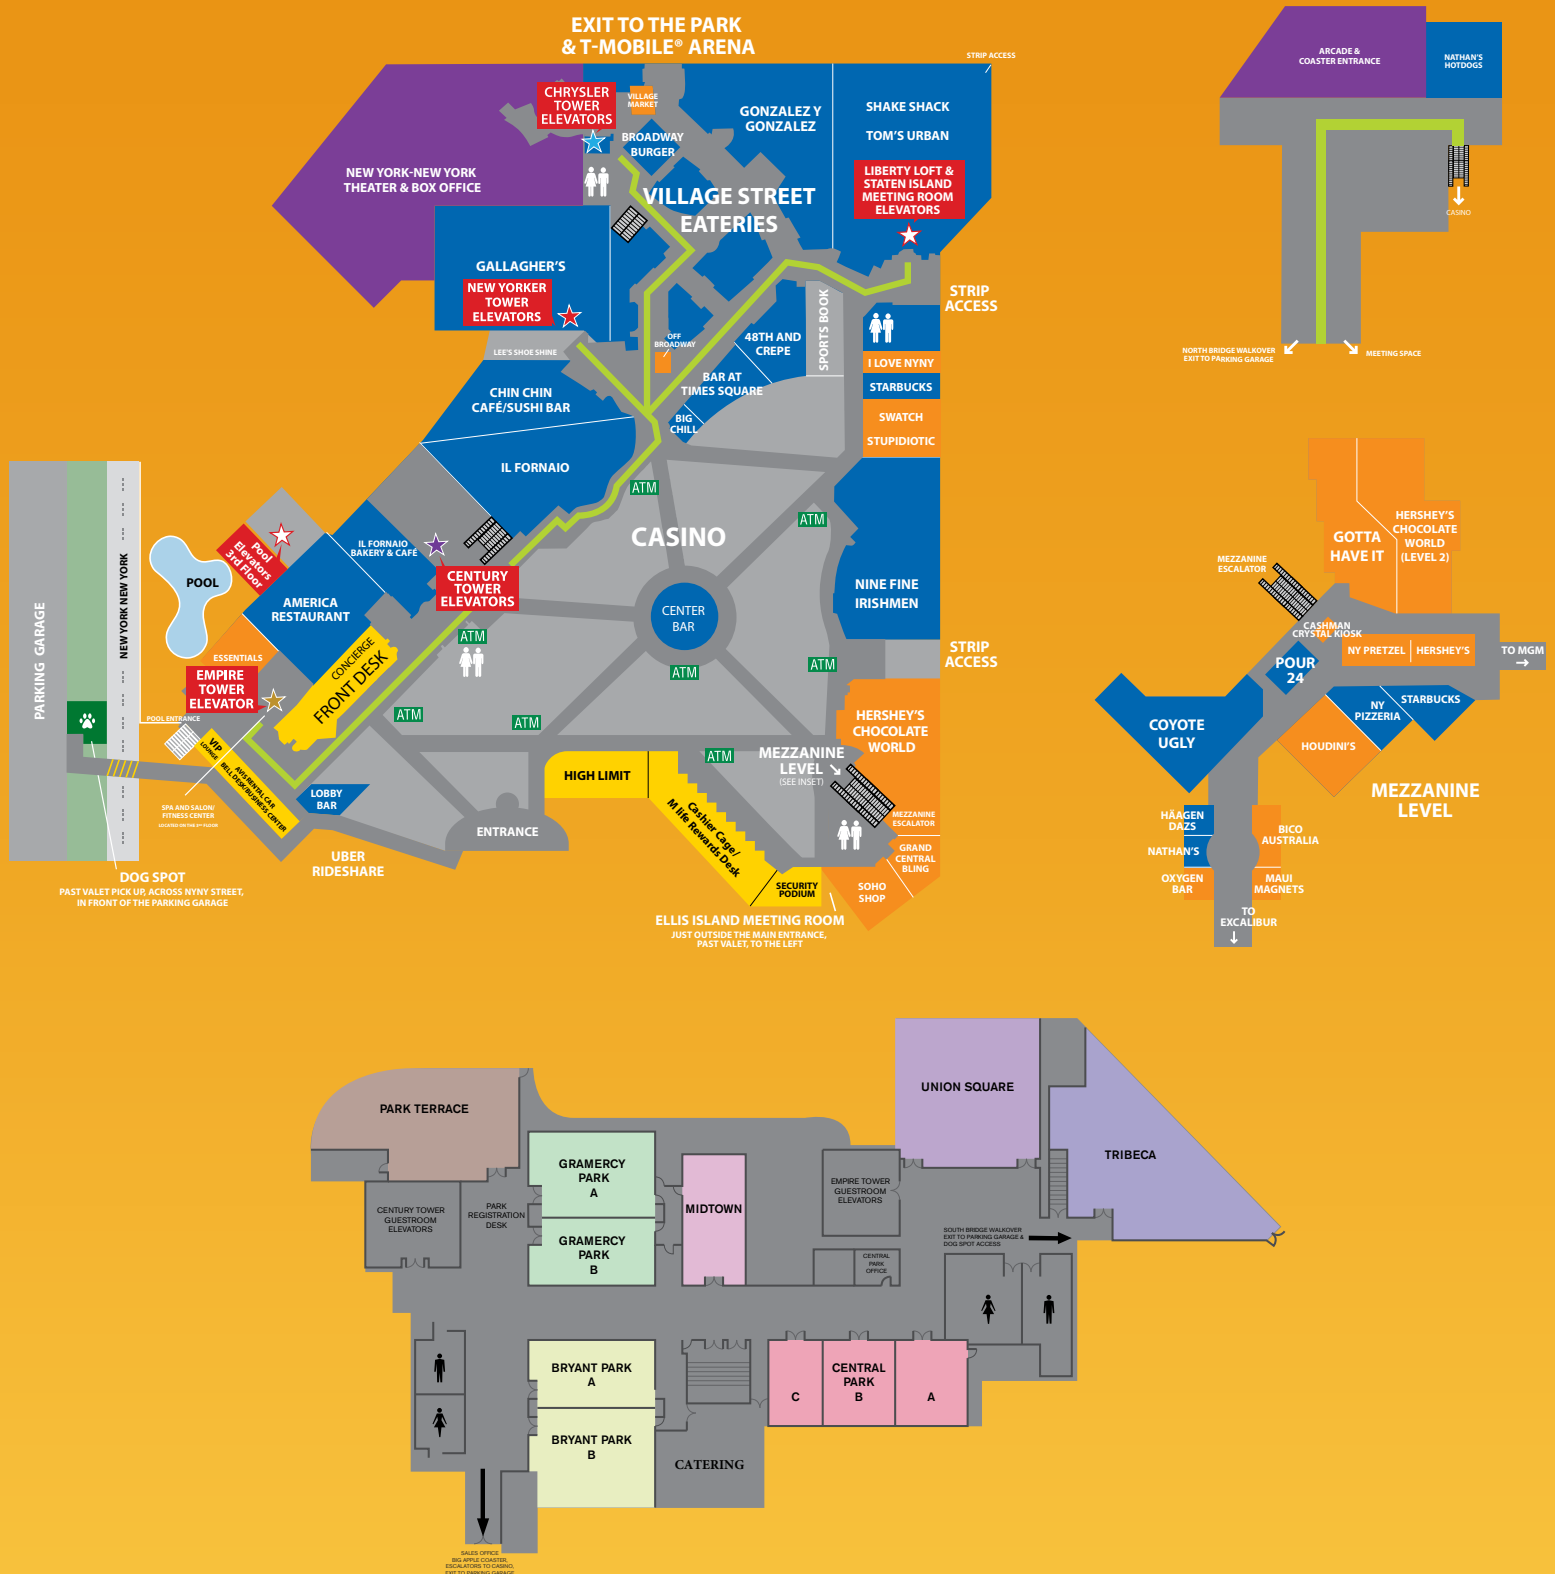 EXIT TO THE PARK
& T-MOBILE® ARENA
STRIP ACCESS
CHRYSLER
TOWER
ELEVATORS
VILLAGE
MARKET
BROADWAY
BURGER
GONZALEZ Y
GONZALEZ
SHAKE SHACK
TOM'S URBAN
LIBERTY LOFT &
STATEN ISLAND
MEETING ROOM
ELEVATORS
NEW YORK-NEW YORK
THEATER & BOX OFFICE
VILLAGE STREET
EATERIES
GALLAGHER'S
NEW YORKER
TOWER
ELEVATORS
LEE'S SHOE SHINE
OFF
BROADWAY
48TH AND
CREPE
SPORTS BOOK
STRIP
ACCESS
I LOVE NYNY
STARBUCKS
SWATCH
STUPIDIOTIC
CHIN CHIN
CAFÉ/SUSHI BAR
BAR AT
TIMES SQUARE
BIG
CHILL
IL FORNAIO
ATM
ATM
CASINO
IL FORNAIO
BAKERY & CAFÉ
CENTURY
TOWER
ELEVATORS
Pool
Elevators
3rd Floor
POOL
AMERICA
RESTAURANT
PARKING GARAGE
NEW YORK NEW YORK
CENTER
BAR
NINE FINE
IRISHMEN
ATM
ATM
ATM
ATM
ATM
ATM
STRIP
ACCESS
ESSENTIALS
EMPIRE
TOWER
ELEVATOR
CONCIERGE
FRONT DESK
POOL ENTRANCE
VIP
LOUNGE
AVIS RENTAL CAR
BELL DESK/BUSINESS CENTER
SPA AND SALON/
FITNESS CENTER
LOCATED ON THE 2ND FLOOR
LOBBY
BAR
UBER
RIDESHARE
ENTRANCE
HIGH LIMIT
Cashier Cage/
M life Rewards Desk
SECURITY
PODIUM
HERSHEY'S
CHOCOLATE
WORLD
MEZZANINE
LEVEL
(SEE INSET)
MEZZANINE
ESCALATOR
GRAND
CENTRAL
BLING
SOHO
SHOP
DOG SPOT
PAST VALET PICK UP, ACROSS NYNY STREET,
IN FRONT OF THE PARKING GARAGE
ELLIS ISLAND MEETING ROOM
JUST OUTSIDE THE MAIN ENTRANCE,
PAST VALET, TO THE LEFT
ARCADE &
COASTER ENTRANCE
NATHAN'S
HOTDOGS
CASINO
NORTH BRIDGE WALKOVER
EXIT TO PARKING GARAGE
MEETING SPACE
GOTTA
HAVE IT
HERSHEY'S
CHOCOLATE
WORLD
(LEVEL 2)
MEZZANINE
ESCALATOR
CASHMAN
CRYSTAL KIOSK
NY PRETZEL
HERSHEY'S
TO MGM
POUR
24
NY
PIZZERIA
STARBUCKS
COYOTE
UGLY
HOUDINI'S
MEZZANINE
LEVEL
HÄAGEN
DAZS
NATHAN'S
OXYGEN
BAR
BICO
AUSTRALIA
MAUI
MAGNETS
TO
EXCALIBUR
PARK TERRACE
UNION SQUARE
TRIBECA
GRAMERCY
PARK
A
GRAMERCY
PARK
B
MIDTOWN
CENTURY TOWER
GUESTROOM
ELEVATORS
PARK
REGISTRATION
DESK
EMPIRE TOWER
GUESTROOM
ELEVATORS
SOUTH BRIDGE WALKOVER
EXIT TO PARKING GARAGE &
DOG SPOT ACCESS
CENTRAL
PARK
OFFICE
BRYANT PARK
A
BRYANT PARK
B
C
CENTRAL
PARK
B
A
CATERING
SALES OFFICE
BIG APPLE COASTER,
ESCALATORS TO CASINO,
EXIT TO PARKING GARAGE